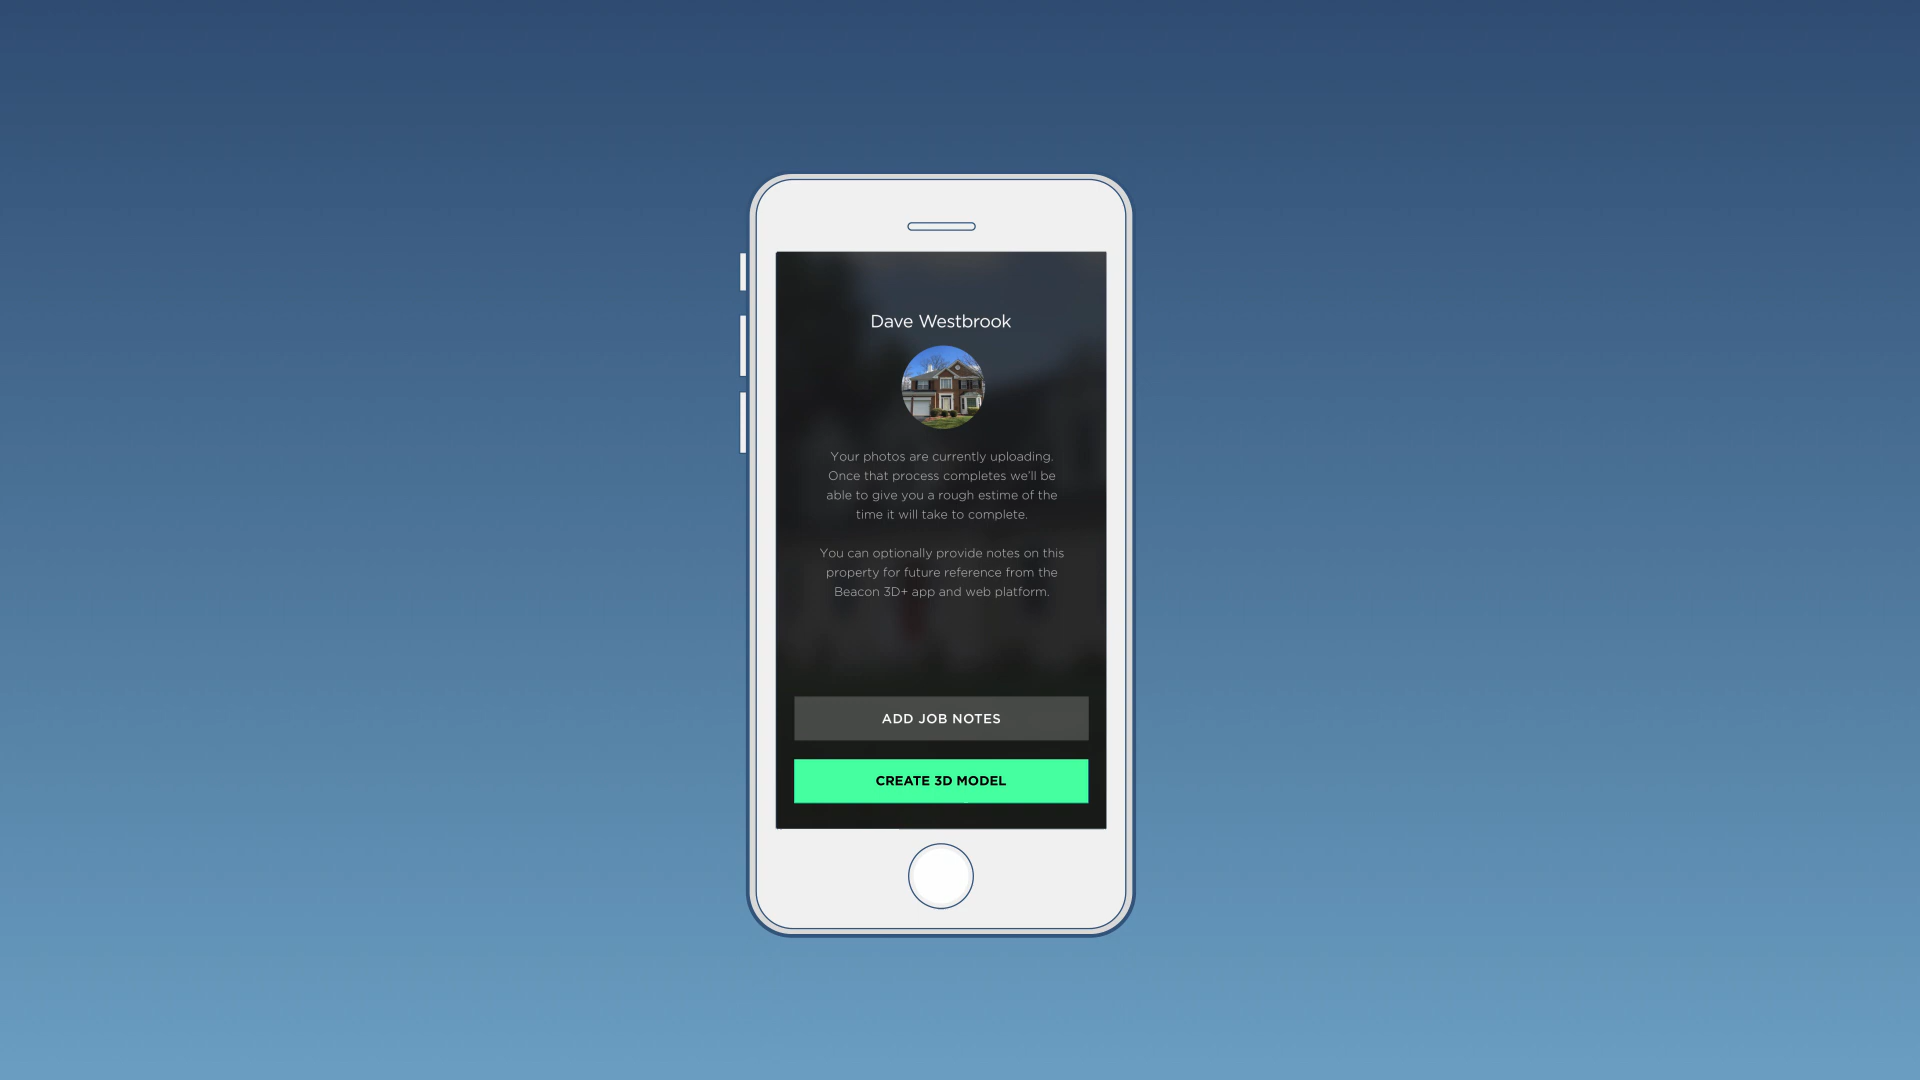 Dave Westbrook
Your photos are currently uploading.
Once that process completes we'll be
able to give you a rough estime of the
time it will take to complete.
You can optionally provide notes on this
property for future reference from the
Beacon 3D+ app and web platform.
ADD JOB NOTES
CREATE 3D MODEL